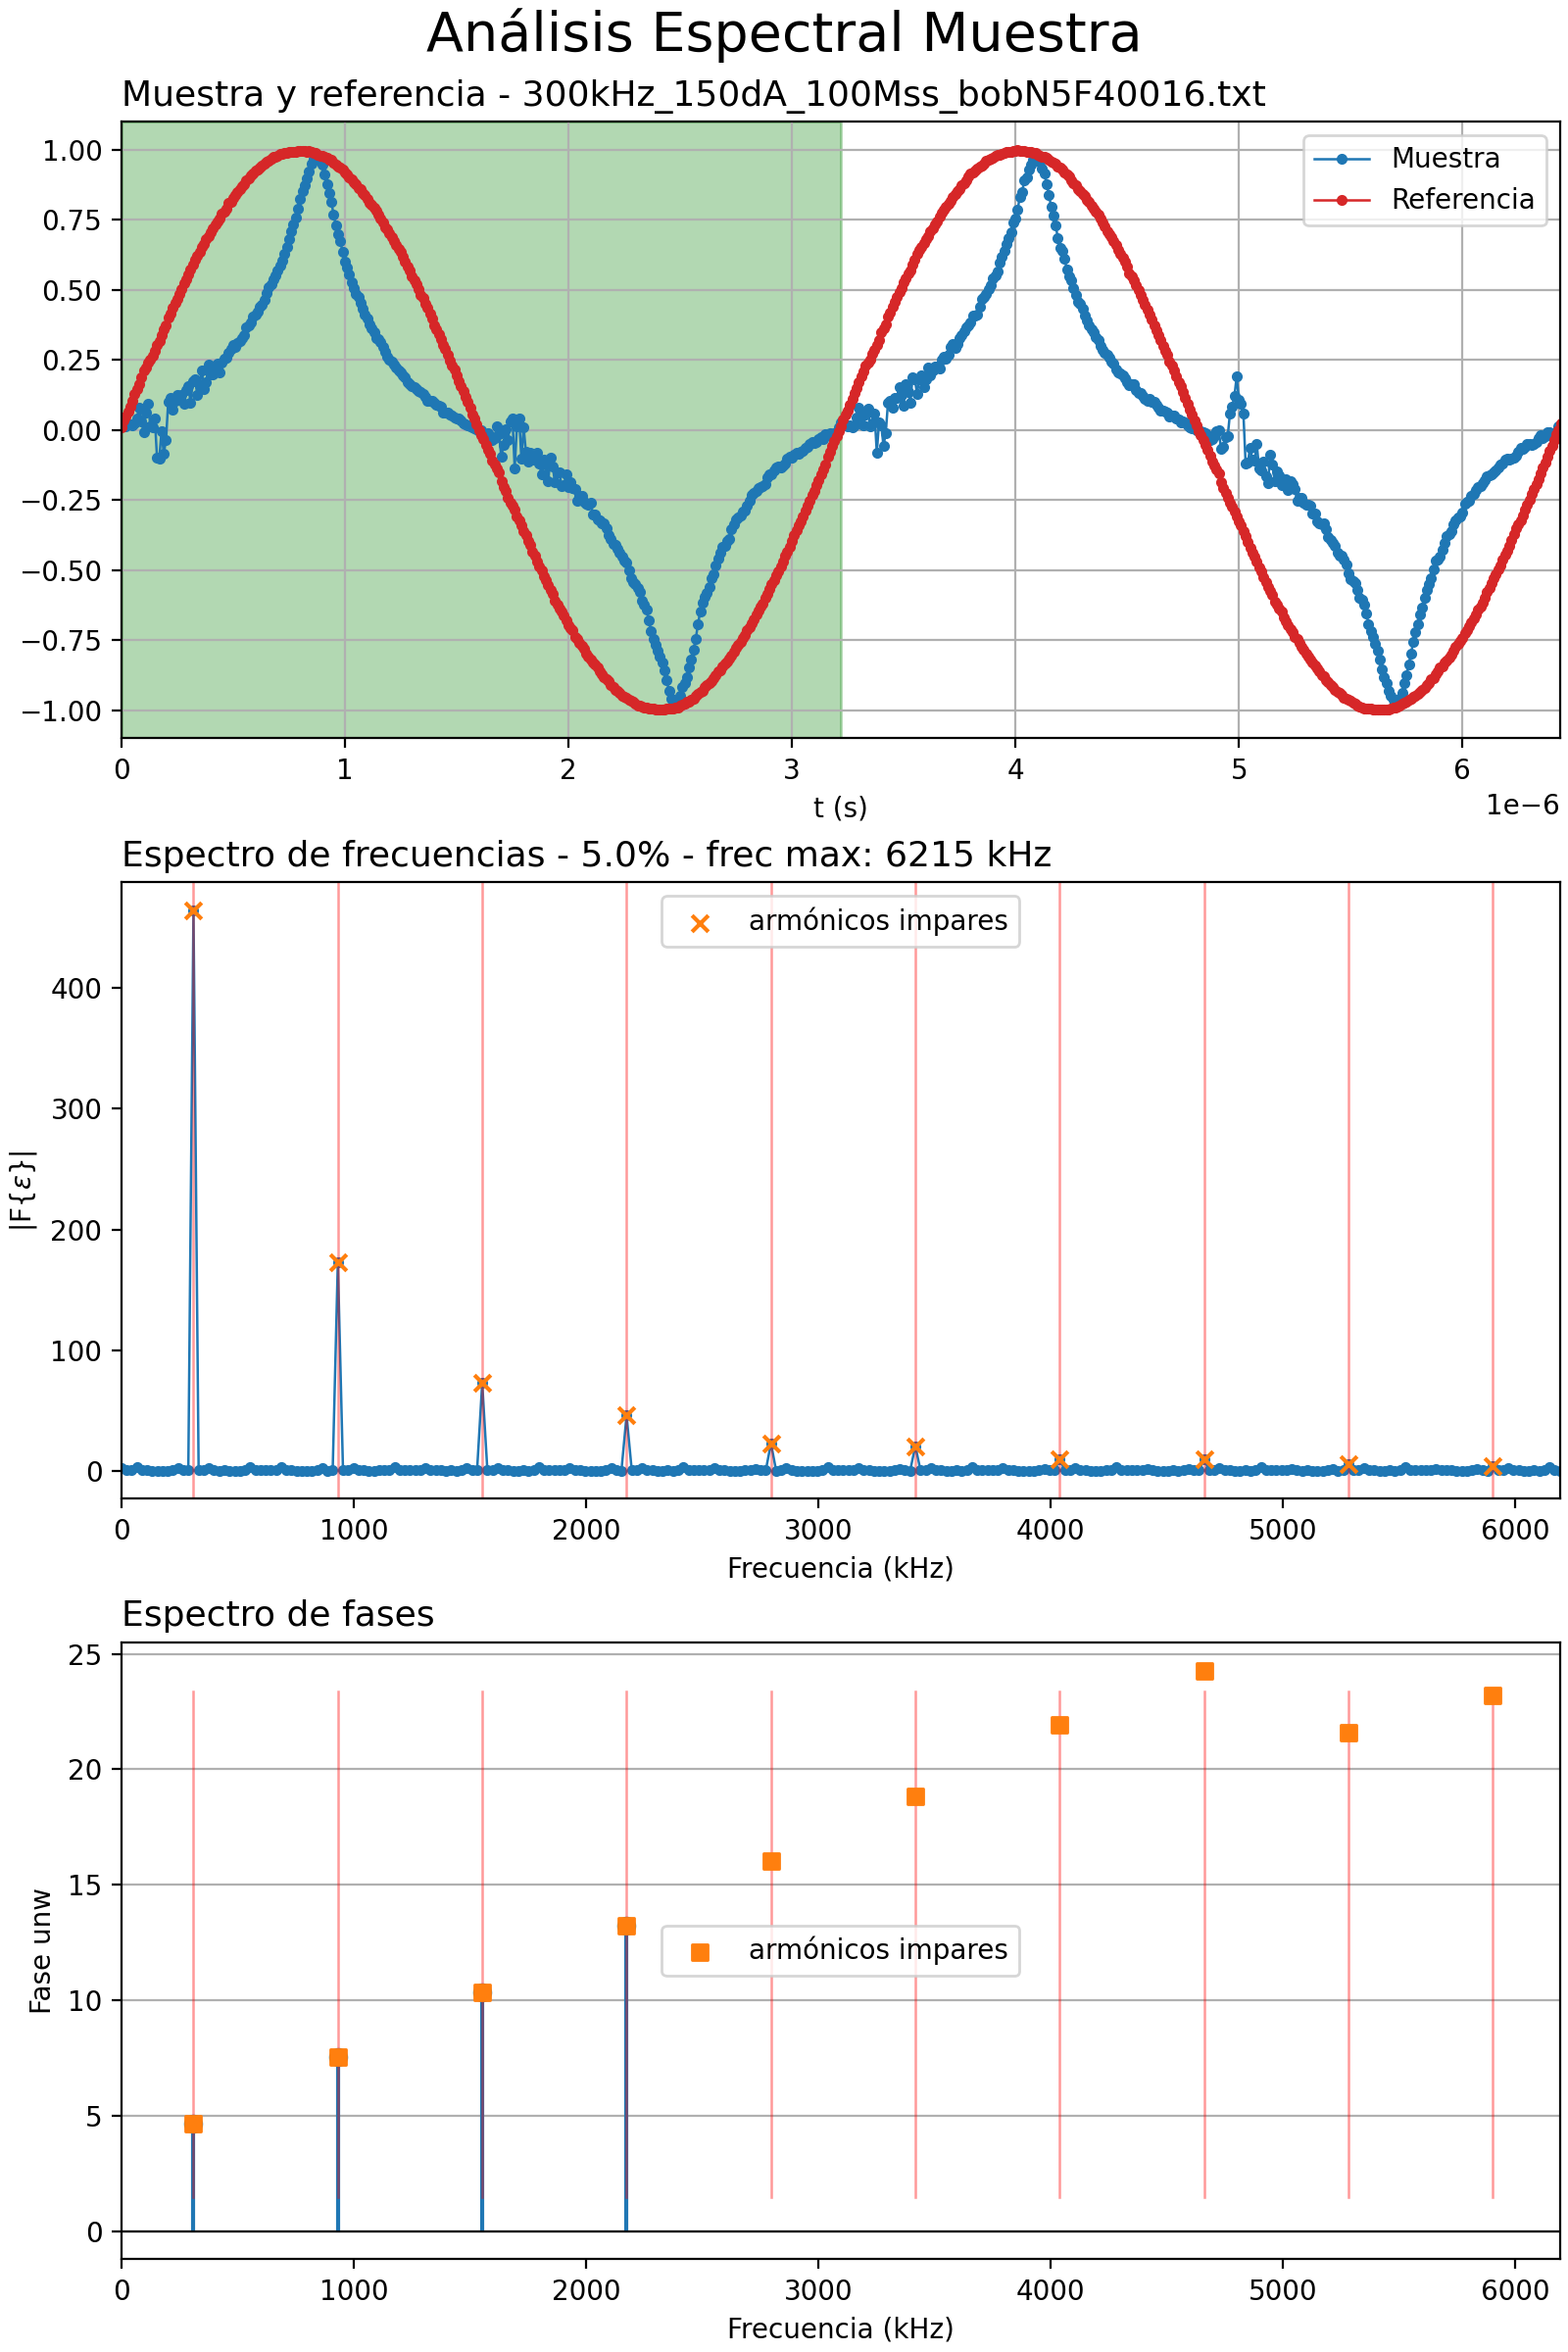 Análisis Espectral Muestra
Muestra y referencia - 300kHz_150dA_100Mss_bobN5F40016.txt
1.00
0.75
0.50
0.25
0.00
−0.25
−0.50
−0.75
−1.00
Muestra
Referencia
0 1 2 3 4 5 6
1e−6
t (s)
Espectro de frecuencias - 5.0% - frec max: 6215 kHz
armónicos impares
400
300
200
100
0
|F{ε}|
0 1000 2000 3000 4000 5000 6000
Frecuencia (kHz)
Espectro de fases
25
20
15
10
5
0
Fase unw
armónicos impares
0 1000 2000 3000 4000 5000 6000
Frecuencia (kHz)